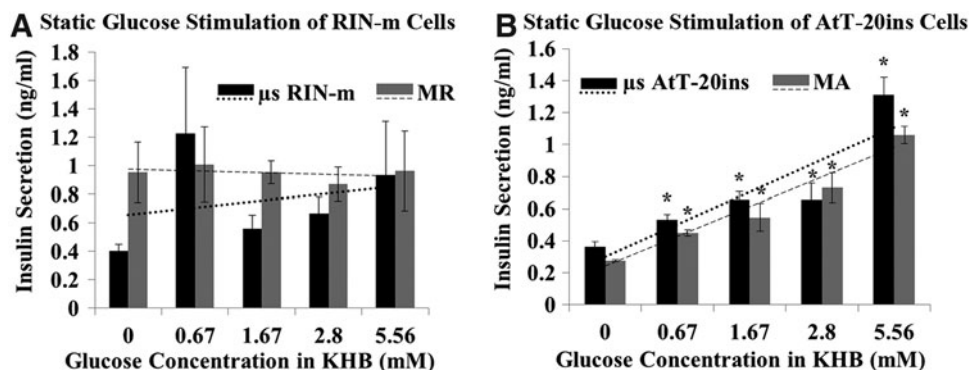 A Static Glucose Stimulation of RIN-m Cells
Insulin Secretion (ng/ml)
1.8
1.6
1.4
1.2
1
0.8
0.6
0.4
0.2
0
μs RIN-m MR
0 0.67 1.67 2.8 5.56
Glucose Concentration in KHB (mM)
B Static Glucose Stimulation of AtT-20ins Cells
Insulin Secretion (ng/ml)
1.6
1.4
1.2
1
0.8
0.6
0.4
0.2
0
μs AtT-20ins MA
* *
* *
* *
* *
0 0.67 1.67 2.8 5.56
Glucose Concentration in KHB (mM)